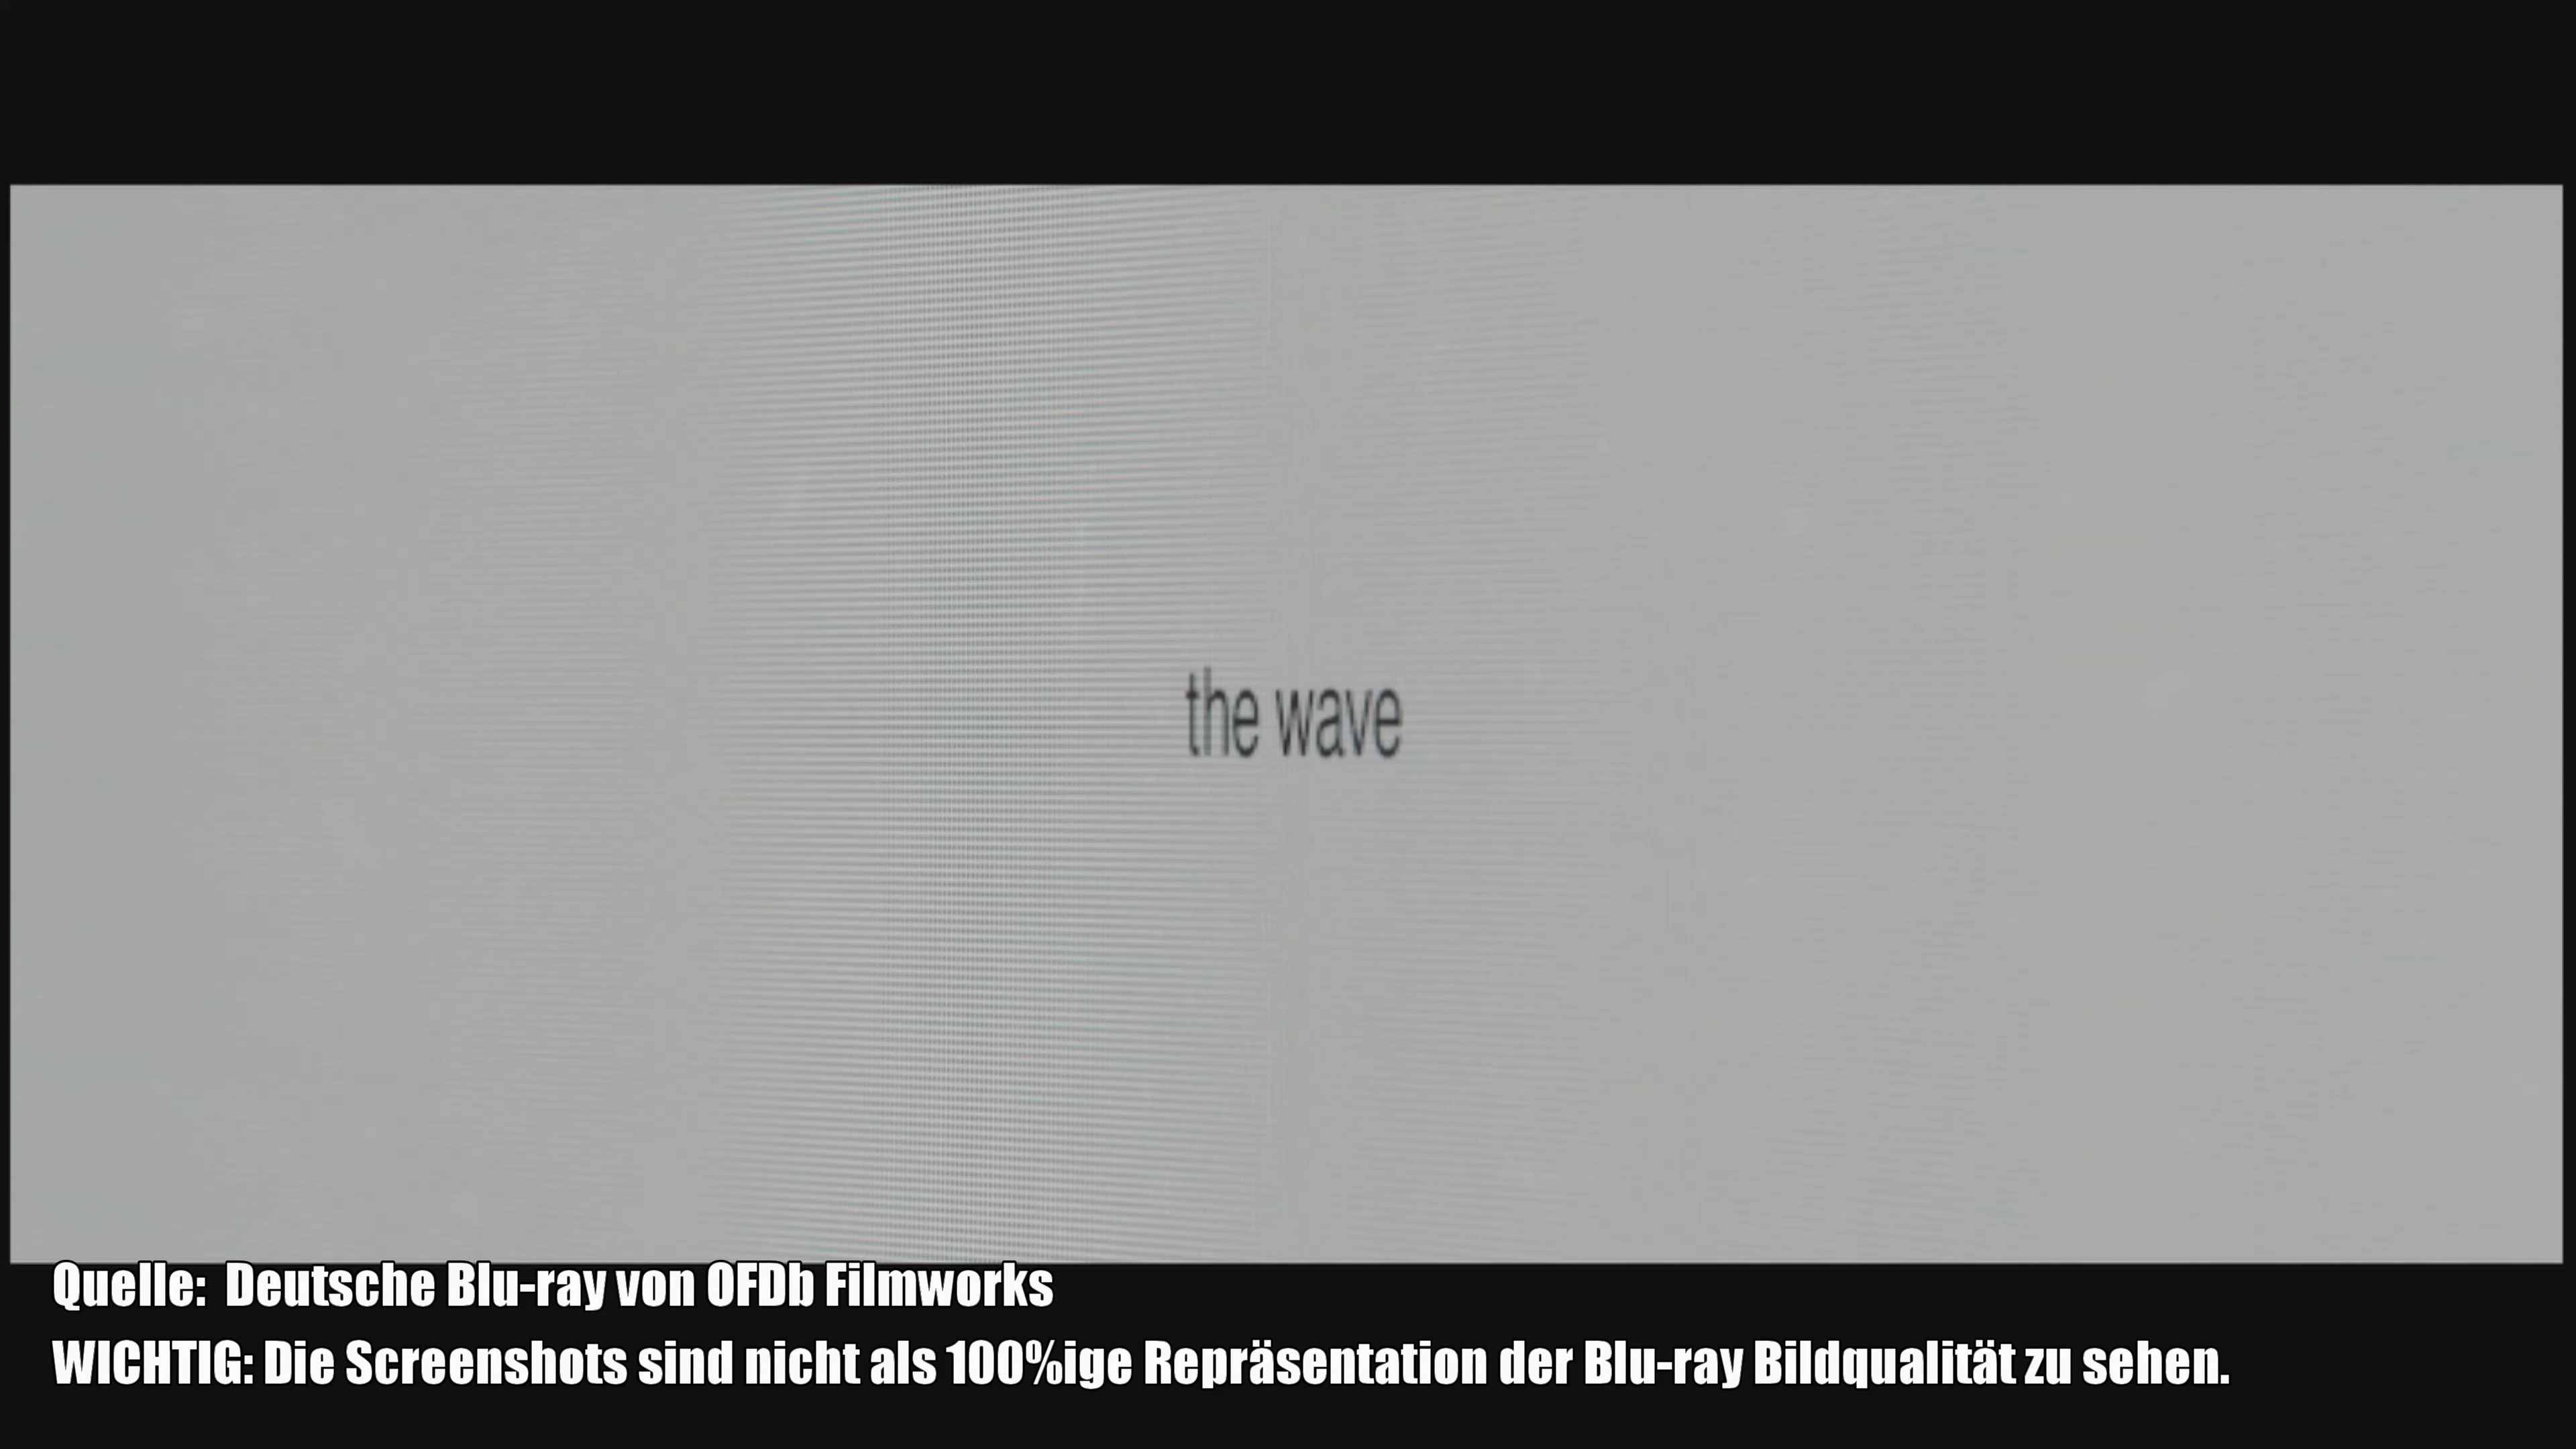 the wave
Quelle: Deutsche Blu-ray von OFDb Filmworks
WICHTIG: Die Screenshots sind nicht als 100%ige Repräsentation der Blu-ray Bildqualität zu sehen.